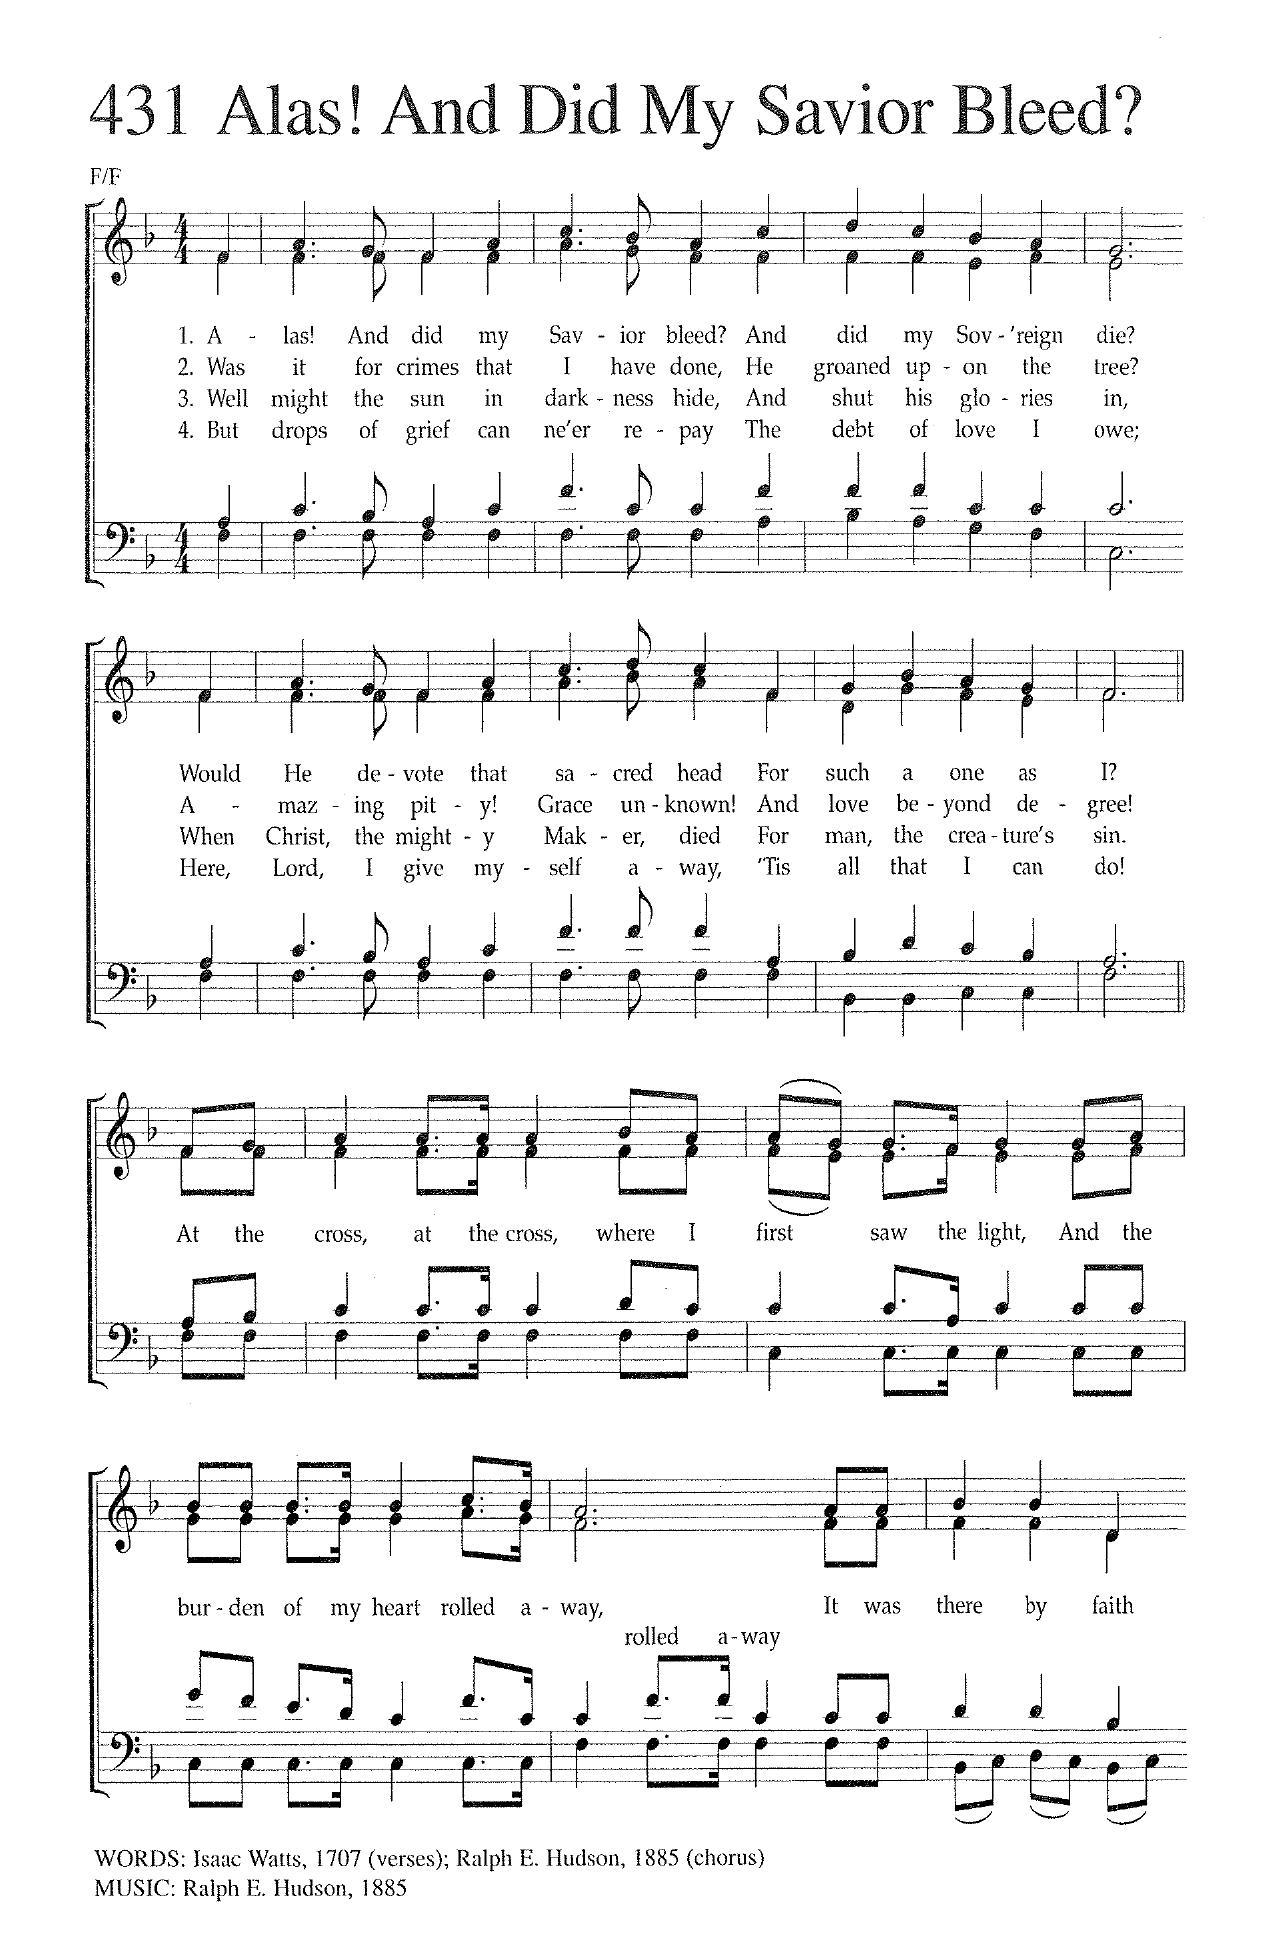 431 Alas! And Did My Savior Bleed?
F/F
1. A - las! And did my Sav - ior bleed? And did my Sov-'reign die?
2. Was it for crimes that I have done, He groaned up - on the tree?
3. Well might the sun in dark - ness hide, And shut his glo - ries in,
4. But drops of grief can ne'er re - pay The debt of love I owe;
Would He de - vote that sa - cred head For such a one as I?
A - maz - ing pit - y! Grace un - known! And love be - yond de - gree!
When Christ, the might - y Mak - er, died For man, the crea - ture's sin.
Here, Lord, I give my - self a - way, 'Tis all that I can do!
At the cross, at the cross, where I first saw the light, And the
bur - den of my heart rolled a - way, It was there by faith
rolled a - way
WORDS: Isaac Watts, 1707 (verses); Ralph E. Hudson, 1885 (chorus)
MUSIC: Ralph E. Hudson, 1885